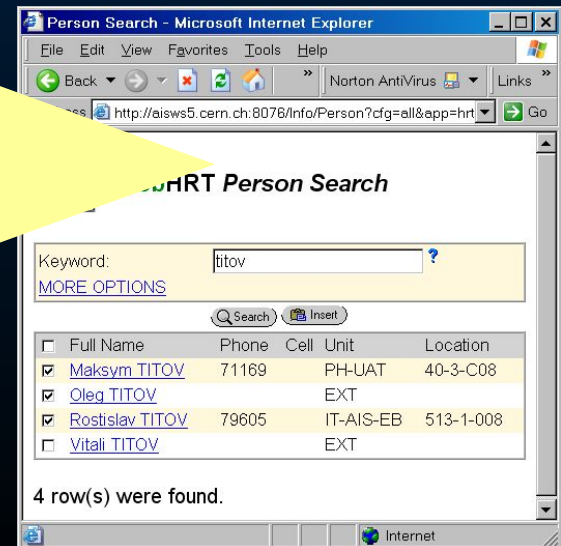 Person Search - Microsoft Internet Explorer
File Edit View Favorites Tools Help
Back » Norton AntiVirus Links »
http://aisws5.cern.ch:8076/Info/Person?cfg=all&app=hrt Go
HRT Person Search
Keyword: titov ?
MORE OPTIONS
Search Insert
Full Name Phone Cell Unit Location
Maksym TITOV 71169 PH-UAT 40-3-C08
Oleg TITOV EXT
Rostislav TITOV 79605 IT-AIS-EB 513-1-008
Vitali TITOV EXT
4 row(s) were found.
Internet